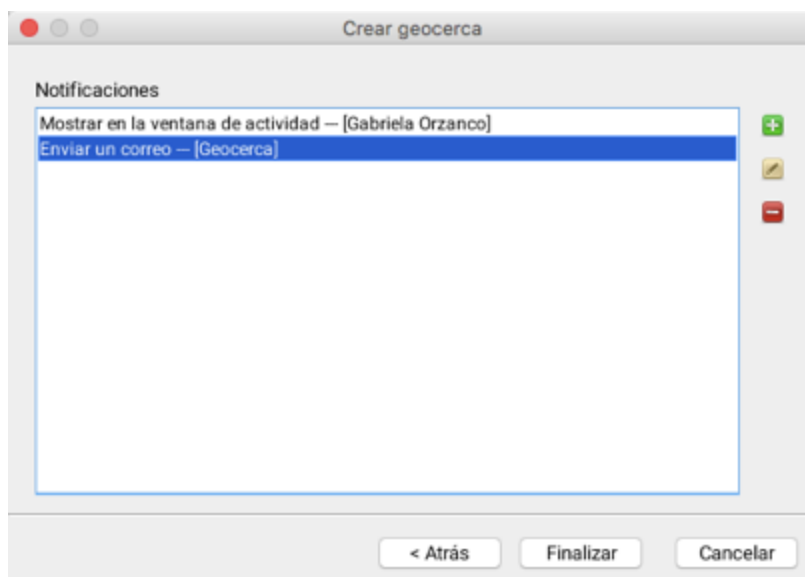 Crear geocerca
Notificaciones
Mostrar en la ventana de actividad — [Gabriela Orzanco]
Enviar un correo — [Geocerca]
< Atrás
Finalizar
Cancelar